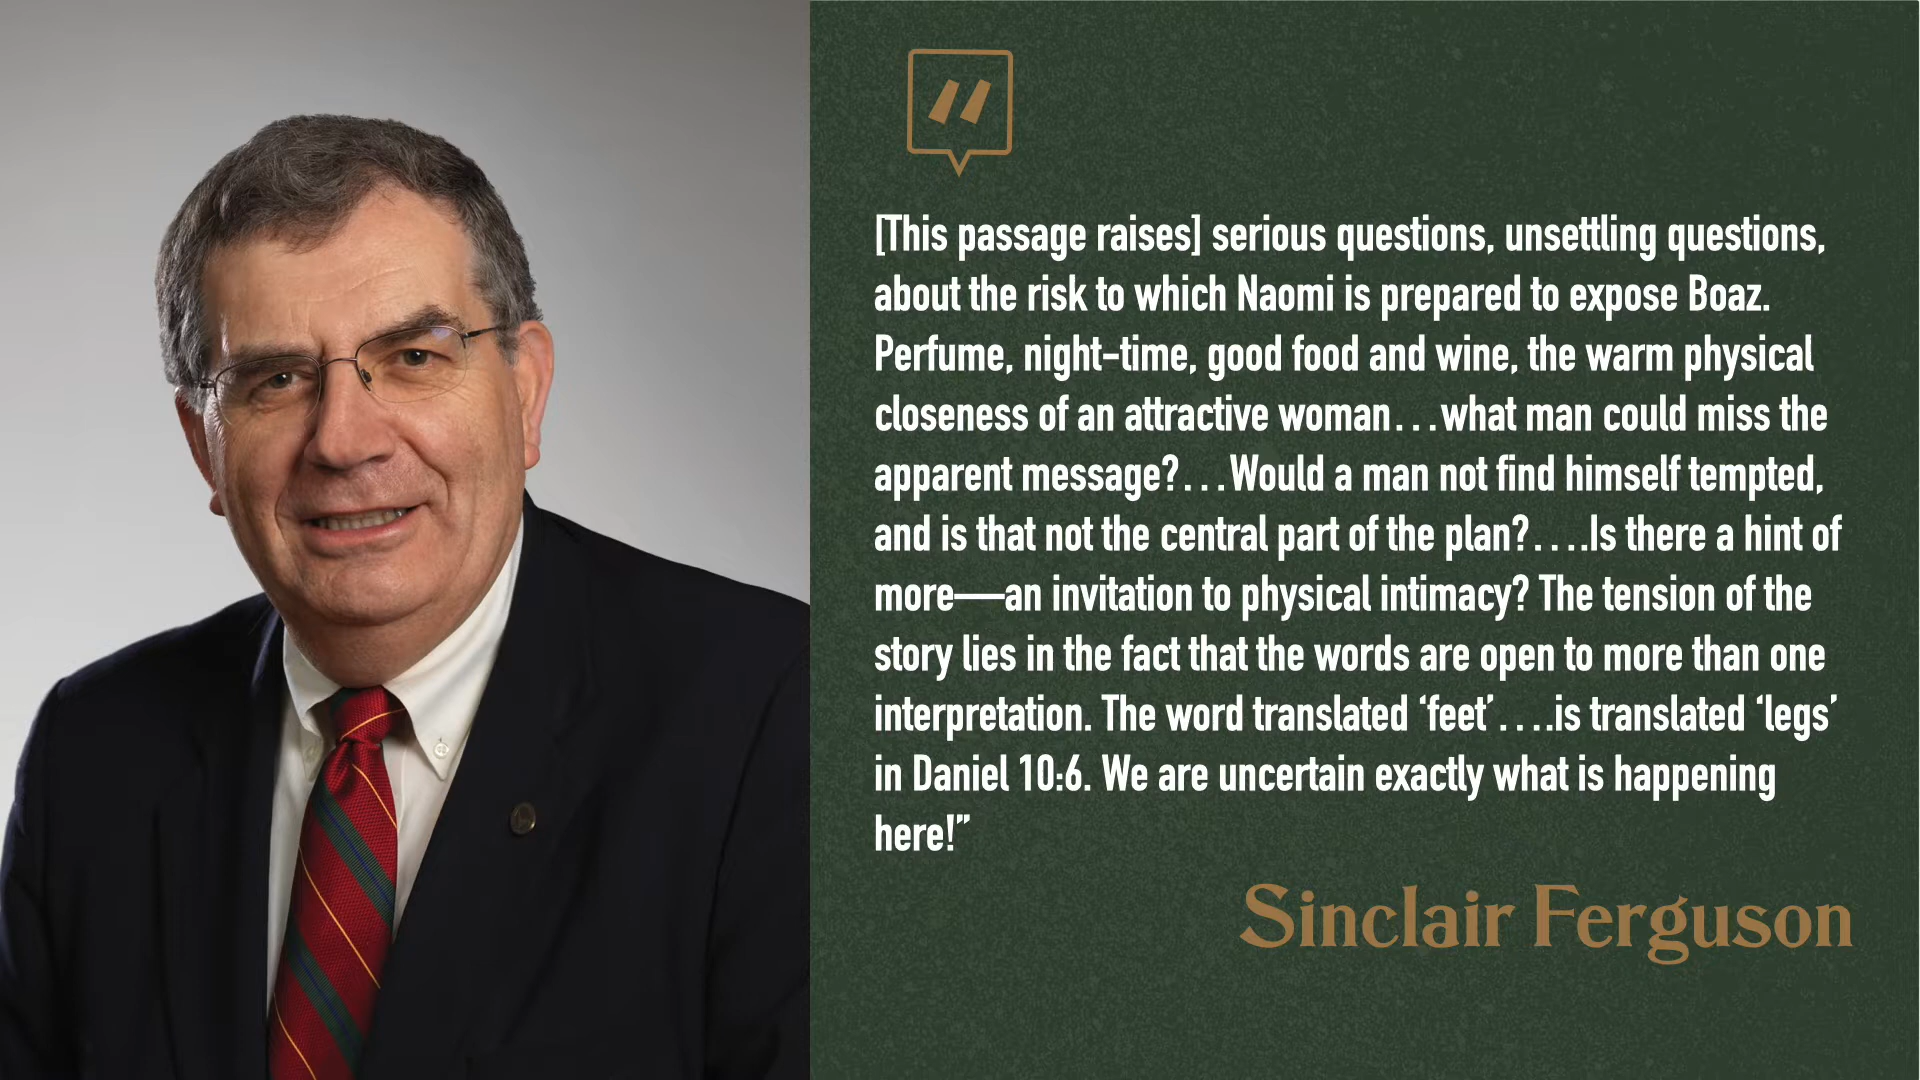 [This passage raises] serious questions, unsettling questions,
about the risk to which Naomi is prepared to expose Boaz.
Perfume, night-time, good food and wine, the warm physical
closeness of an attractive woman...what man could miss the
apparent message?...Would a man not find himself tempted,
and is that not the central part of the plan?....Is there a hint of
more—an invitation to physical intimacy? The tension of the
story lies in the fact that the words are open to more than one
interpretation. The word translated ‘feet’....is translated ‘legs’
in Daniel 10:6. We are uncertain exactly what is happening
here!”
Sinclair Ferguson